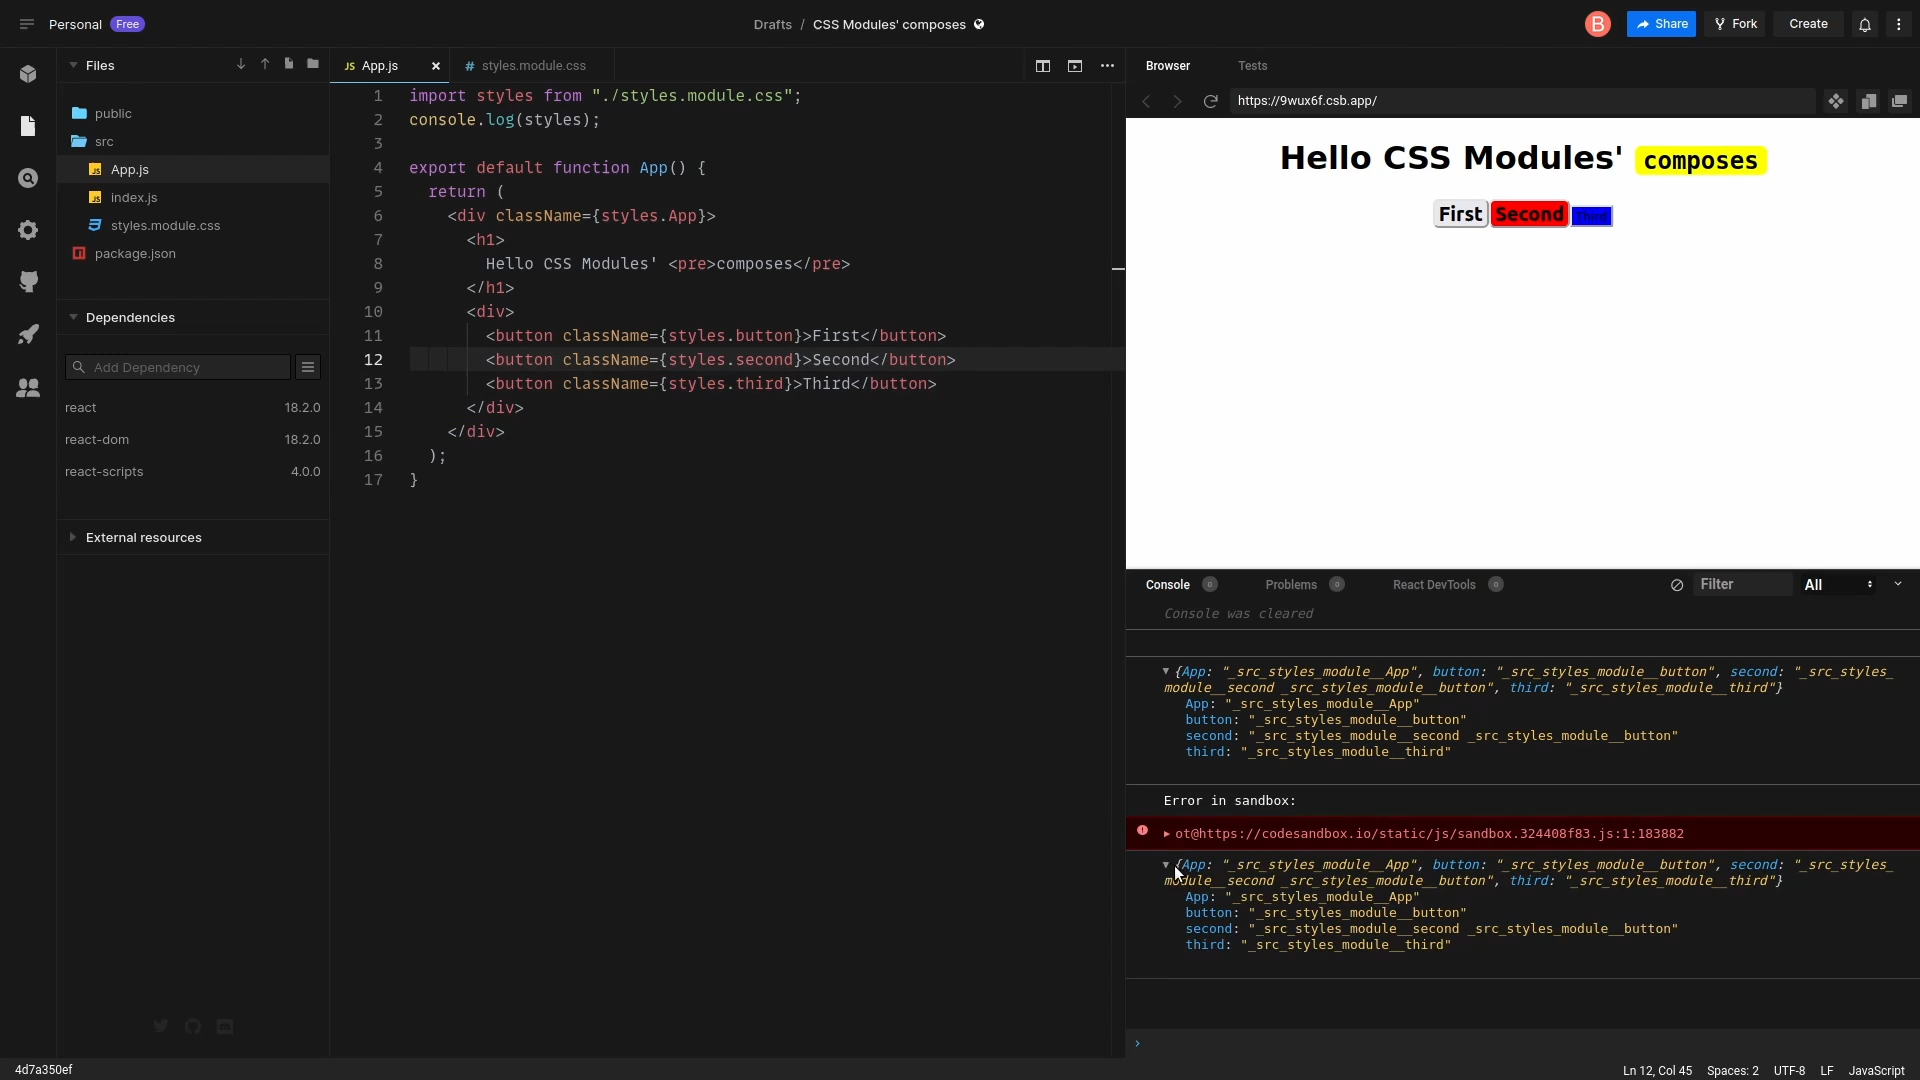 Personal Free
Drafts / CSS Modules' composes
B Share Fork Create
Files
public
src
JS App.js
JS index.js
styles.module.css
package.json
Dependencies
Add Dependency
react 18.2.0
react-dom 18.2.0
react-scripts 4.0.0
External resources
JS App.js × # styles.module.css
1 import styles from "./styles.module.css";
2 console.log(styles);
3
4 export default function App() {
5 return (
6 <div className={styles.App}>
7 <h1>
8 Hello CSS Modules' <pre>composes</pre>
9 </h1>
10 <div>
11 <button className={styles.button}>First</button>
12 <button className={styles.second}>Second</button>
13 <button className={styles.third}>Third</button>
14 </div>
15 </div>
16 );
17 }
Browser Tests
https://9wux6f.csb.app/
Hello CSS Modules' composes
First Second Third
Console 0 Problems 0 React DevTools 0 Filter All
Console was cleared
{App: "_src_styles_module__App", button: "_src_styles_module__button", second: "_src_styles_
module__second _src_styles_module__button", third: "_src_styles_module__third"}
App: "_src_styles_module__App"
button: "_src_styles_module__button"
second: "_src_styles_module__second _src_styles_module__button"
third: "_src_styles_module__third"
Error in sandbox:
ot@https://codesandbox.io/static/js/sandbox.324408f83.js:1:183882
{App: "_src_styles_module__App", button: "_src_styles_module__button", second: "_src_styles_
module__second _src_styles_module__button", third: "_src_styles_module__third"}
App: "_src_styles_module__App"
button: "_src_styles_module__button"
second: "_src_styles_module__second _src_styles_module__button"
third: "_src_styles_module__third"
›
4d7a350ef
Ln 12, Col 45 Spaces: 2 UTF-8 LF JavaScript